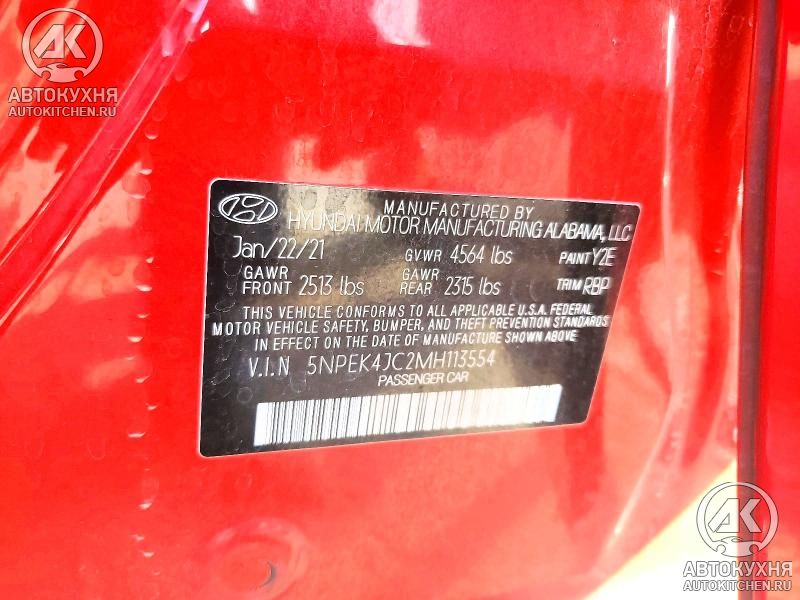 AK
АВТОКУХНЯ
AUTOKITCHEN.RU
MANUFACTURED BY
HYUNDAI MOTOR MANUFACTURING ALABAMA, LLC
Jan/22/21 GVWR 4564 lbs PAINT Y2E
GAWR FRONT 2513 lbs GAWR REAR 2315 lbs TRIM RBP
THIS VEHICLE CONFORMS TO ALL APPLICABLE U.S.A. FEDERAL
MOTOR VEHICLE SAFETY, BUMPER, AND THEFT PREVENTION STANDARDS
IN EFFECT ON THE DATE OF MANUFACTURE SHOWN ABOVE.
V.I.N 5NPEK4JC2MH113554
PASSENGER CAR
AK
АВТОКУХНЯ
AUTOKITCHEN.RU